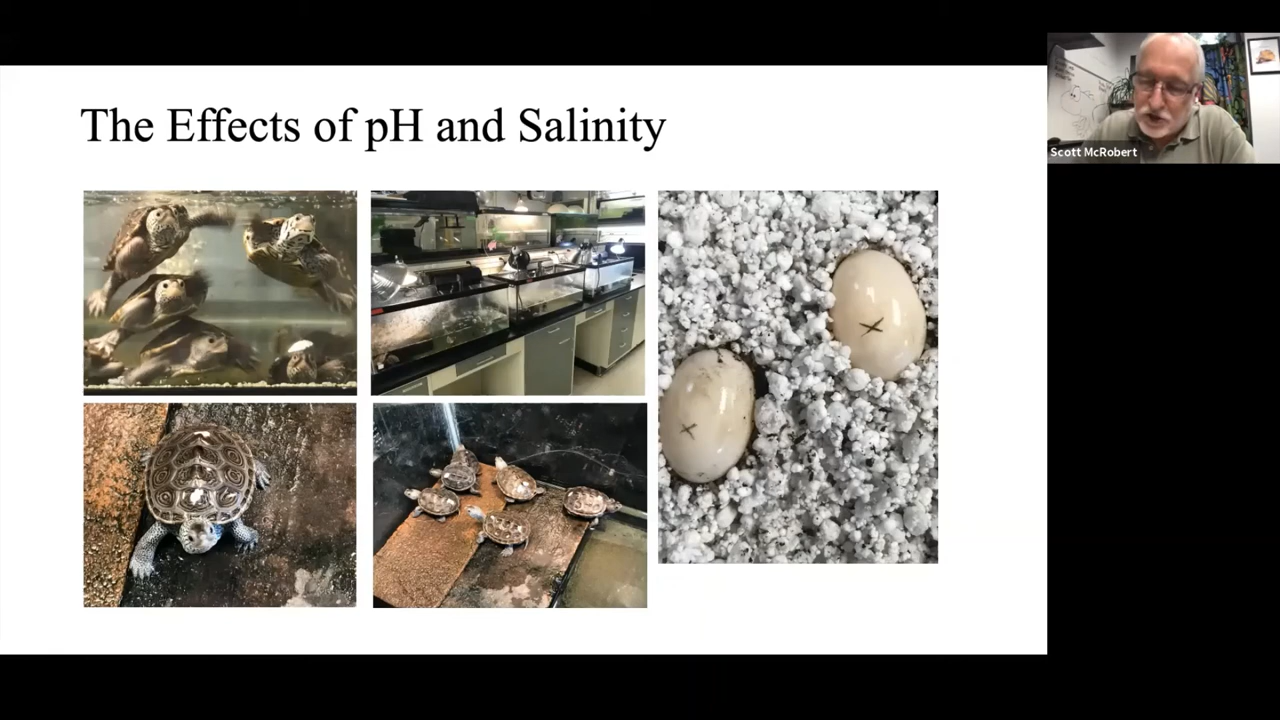 The Effects of pH and Salinity
Scott McRobert